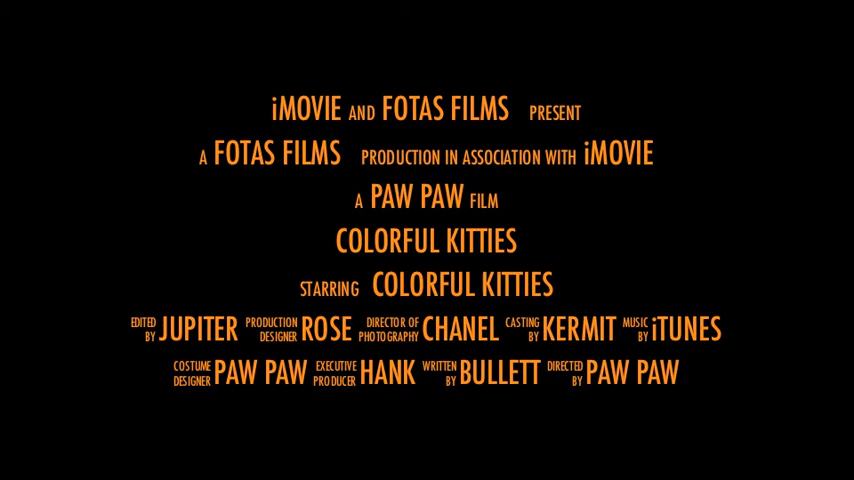 iMOVIE AND FOTAS FILMS PRESENT
A FOTAS FILMS PRODUCTION IN ASSOCIATION WITH iMOVIE
A PAW PAW FILM
COLORFUL KITTIES
STARRING COLORFUL KITTIES
EDITED BY JUPITER PRODUCTION DESIGNER ROSE DIRECTOR OF PHOTOGRAPHY CHANEL CASTING BY KERMIT MUSIC BY iTUNES
COSTUME DESIGNER PAW PAW EXECUTIVE PRODUCER HANK WRITTEN BY BULLETT DIRECTED BY PAW PAW